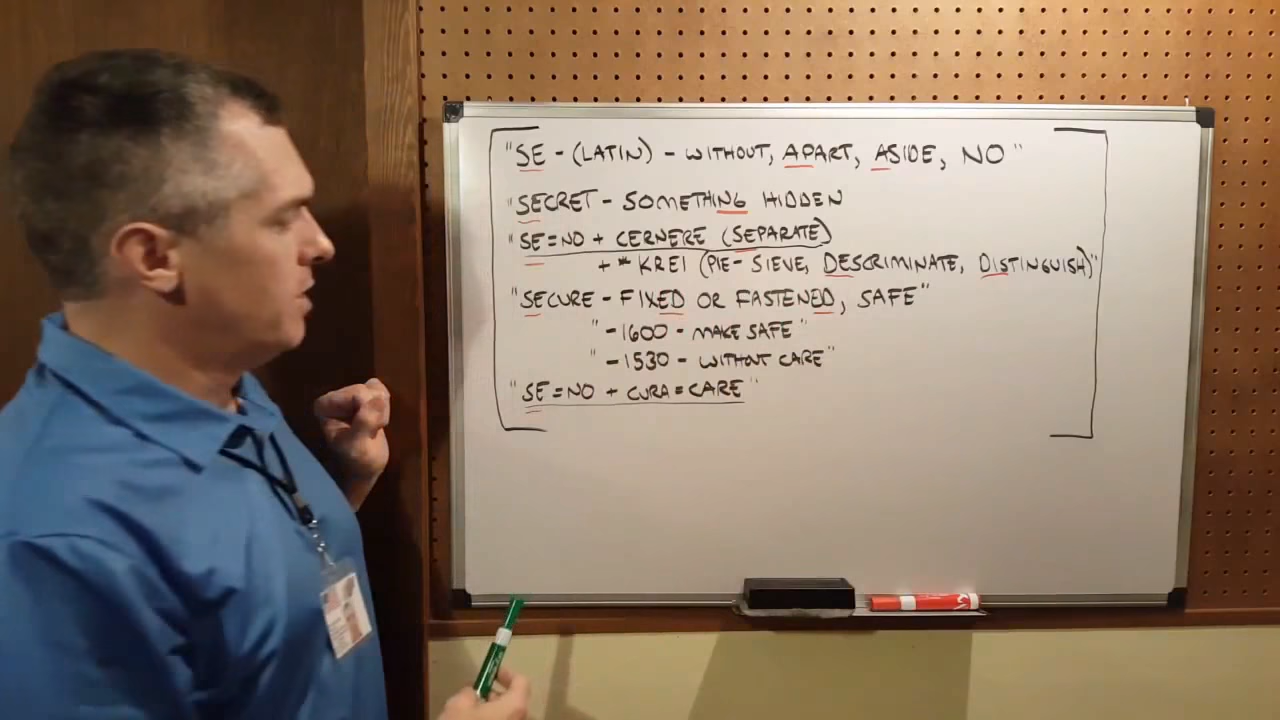 "SE - (LATIN) - WITHOUT, APART, ASIDE, NO"
"SECRET - SOMETHING HIDDEN
"SE=NO + CERNERE (SEPARATE)
+ * KREI (PIE- SIEVE, DESCRIMINATE, DISTINGUISH)"
"SECURE - FIXED OR FASTENED, SAFE"
"-1600 - MAKE SAFE"
"-1530 - WITHOUT CARE"
"SE=NO + CURA=CARE"